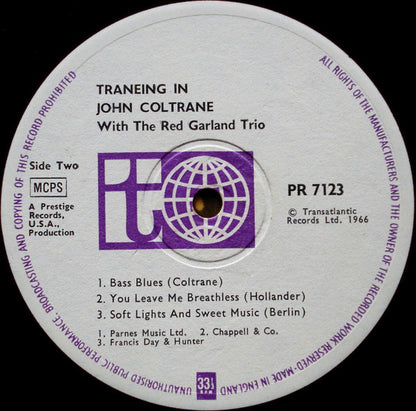 TRANEING IN
JOHN COLTRANE
With The Red Garland Trio
Side Two
MCPS
A Prestige
Records,
U.S.A.,
Production
it
PR 7123
© Transatlantic
Records Ltd. 1966
1. Bass Blues (Coltrane)
2. You Leave Me Breathless (Hollander)
3. Soft Lights And Sweet Music (Berlin)
1. Parnes Music Ltd. 2. Chappell & Co.
3. Francis Day & Hunter
33⅓
R.P.M.
ALL RIGHTS OF THE MANUFACTURERS AND THE OWNER OF THE RECORDED WORK RESERVED-MADE IN ENGLAND
UNAUTHORISED PUBLIC PERFORMANCE, BROADCASTING AND COPYING OF THIS RECORD PROHIBITED